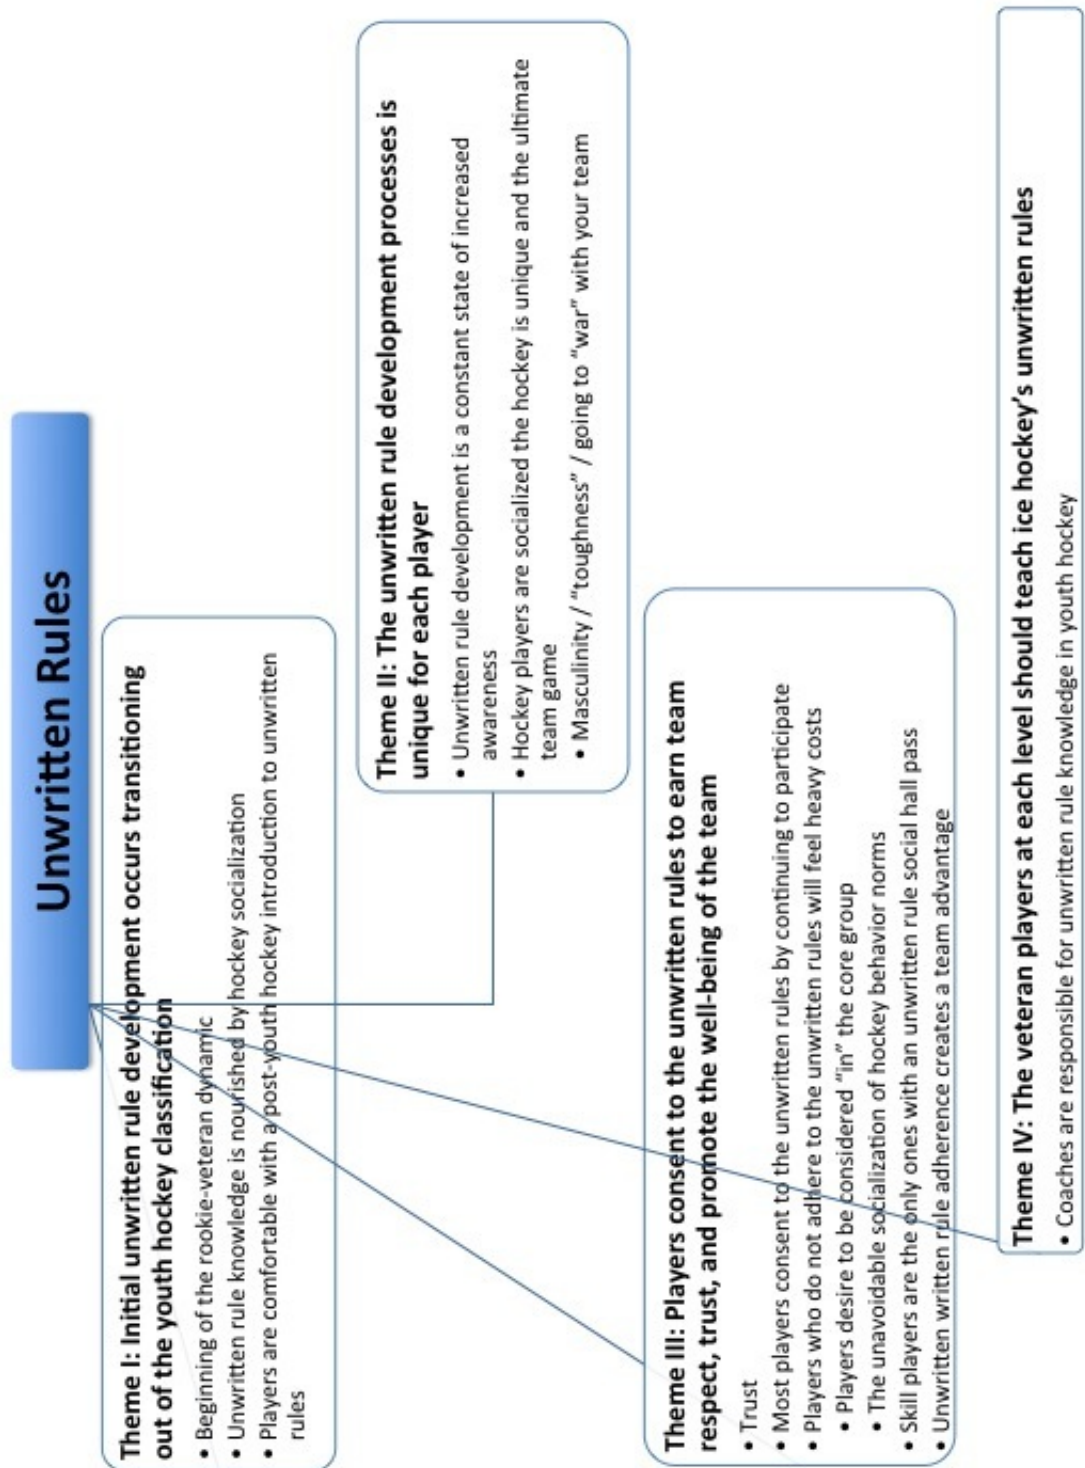 Unwritten Rules
Theme I: Initial unwritten rule development occurs transitioning
out of the youth hockey classification
• Beginning of the rookie-veteran dynamic
• Unwritten rule knowledge is nourished by hockey socialization
• Players are comfortable with a post-youth hockey introduction to unwritten
rules
Theme II: The unwritten rule development processes is
unique for each player
• Unwritten rule development is a constant state of increased
awareness
• Hockey players are socialized the hockey is unique and the ultimate
team game
• Masculinity / "toughness" / going to "war" with your team
Theme III: Players consent to the unwritten rules to earn team
respect, trust, and promote the well-being of the team
• Trust
• Most players consent to the unwritten rules by continuing to participate
• Players who do not adhere to the unwritten rules will feel heavy costs
• Players desire to be considered "in" the core group
• The unavoidable socialization of hockey behavior norms
• Skill players are the only ones with an unwritten rule social hall pass
• Unwritten written rule adherence creates a team advantage
Theme IV: The veteran players at each level should teach ice hockey's unwritten rules
• Coaches are responsible for unwritten rule knowledge in youth hockey